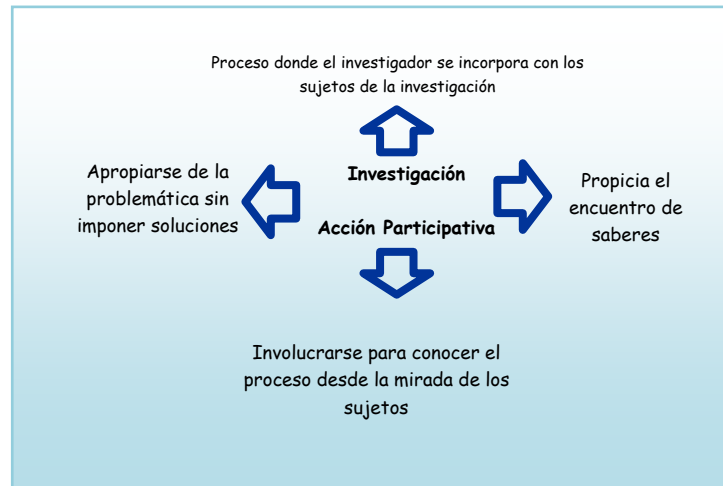 Proceso donde el investigador se incorpora con los
sujetos de la investigación
Apropiarse de la
problemática sin
imponer soluciones
Investigación
Acción Participativa
Propicia el
encuentro de
saberes
Involucrarse para conocer el
proceso desde la mirada de los
sujetos